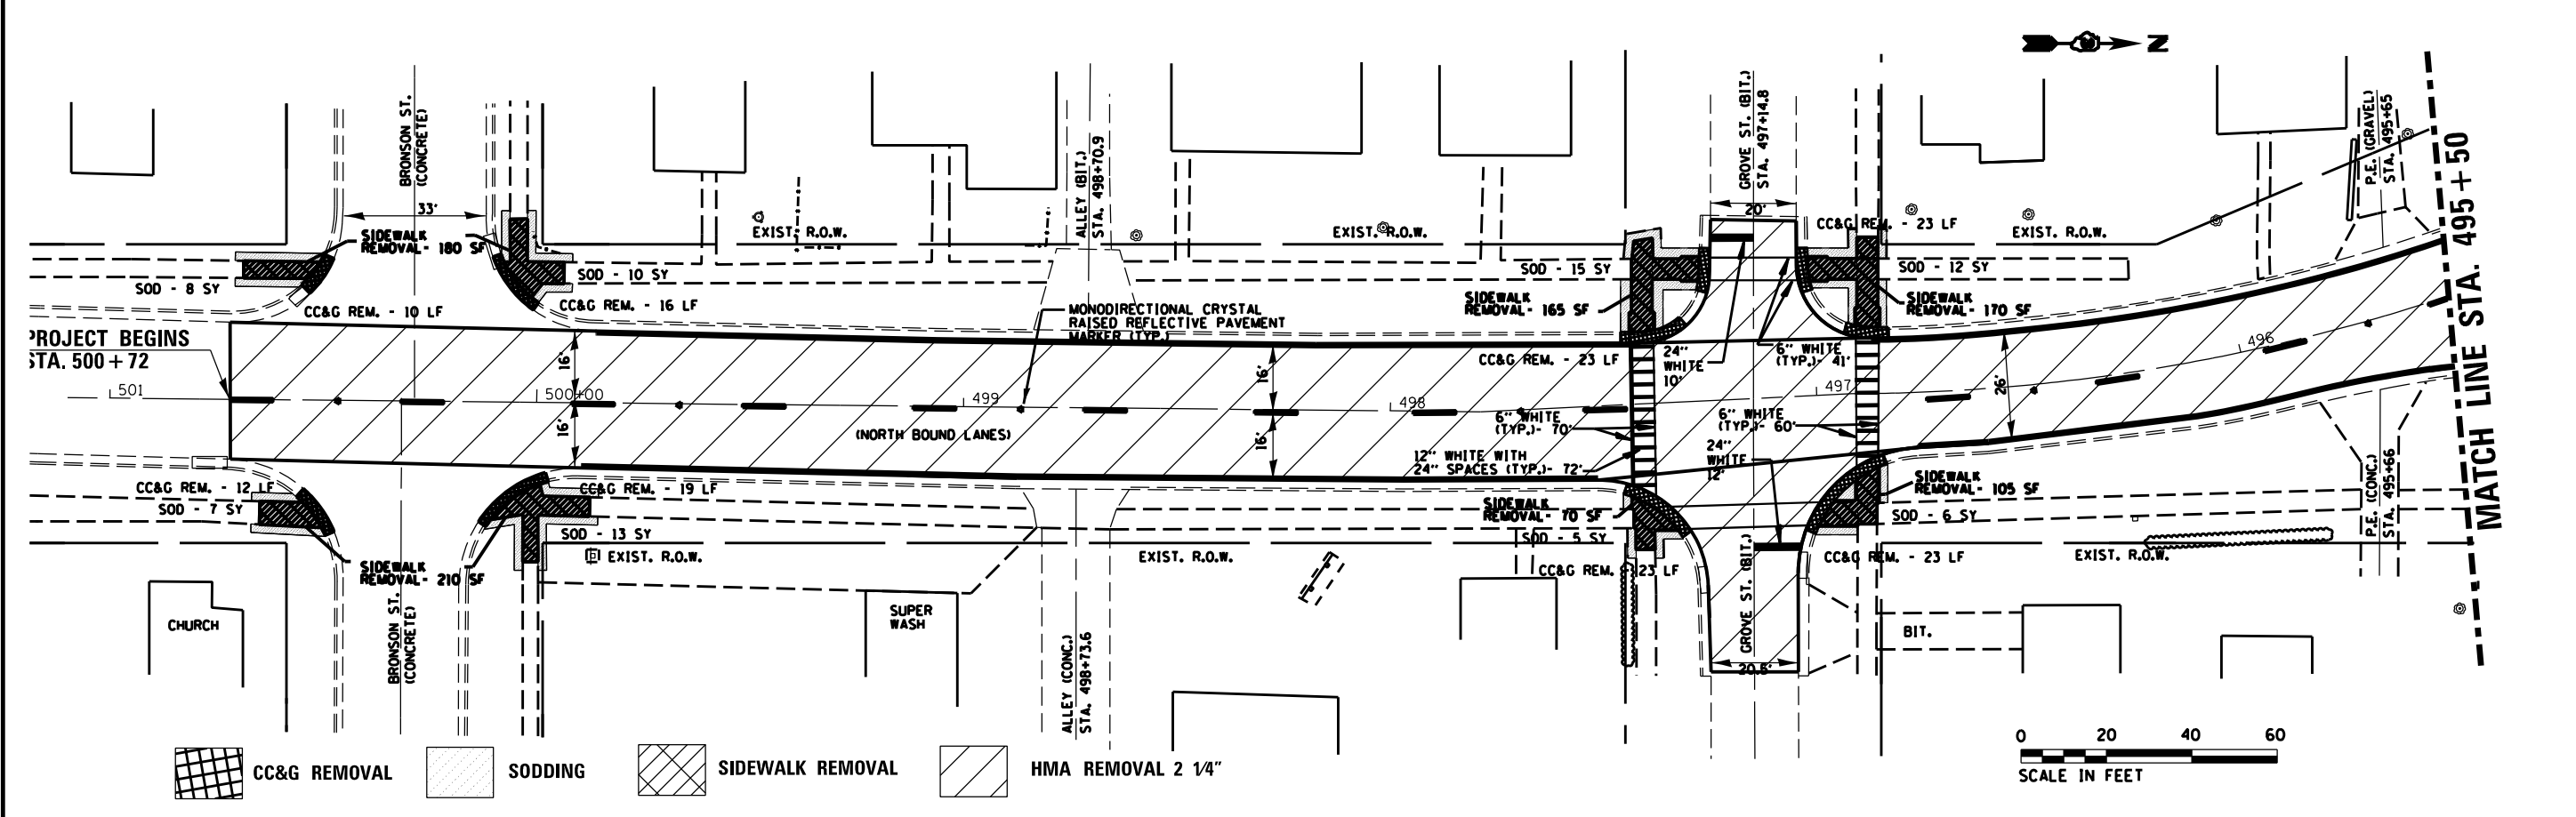 N
BRONSON ST.
(CONCRETE)
33'
SIDEWALK
REMOVAL- 180 SF
SOD - 8 SY
SOD - 10 SY
CC&G REM. - 10 LF
CC&G REM. - 16 LF
EXIST. R.O.W.
ALLEY (BIT.)
STA. 498+70.9
MONODIRECTIONAL CRYSTAL
RAISED REFLECTIVE PAVEMENT
MARKER (TYP.)
EXIST. R.O.W.
SOD - 15 SY
SIDEWALK
REMOVAL- 165 SF
CC&G REM. - 23 LF
GROVE ST. (BIT.)
STA. 497+14.8
20'
CC&G REM. - 23 LF
SOD - 12 SY
SIDEWALK
REMOVAL- 170 SF
EXIST. R.O.W.
P.E. (GRAVEL)
STA. 495+65
MATCH LINE STA. 495+50
PROJECT BEGINS
STA. 500+72
501
500+00
499
498
497
496
16'
16'
16'
16'
26'
(NORTH BOUND LANES)
24" WHITE
10'
6" WHITE
(TYP.)- 41'
6" WHITE
(TYP.)- 70'
6" WHITE
(TYP.)- 60'
12" WHITE WITH
24" SPACES (TYP.)- 72'
24" WHITE
12'
CC&G REM. - 12 LF
SOD - 7 SY
CC&G REM. - 19 LF
SOD - 13 SY
EXIST. R.O.W.
SIDEWALK
REMOVAL- 210 SF
BRONSON ST.
(CONCRETE)
CHURCH
SUPER
WASH
ALLEY (CONC.)
STA. 498+73.6
EXIST. R.O.W.
SIDEWALK
REMOVAL- 70 SF
SOD - 5 SY
CC&G REM. - 23 LF
GROVE ST. (BIT.)
20.5'
SIDEWALK
REMOVAL- 105 SF
SOD - 6 SY
CC&G REM. - 23 LF
BIT.
EXIST. R.O.W.
P.E. (CONC.)
STA. 495+66
CC&G REMOVAL
SODDING
SIDEWALK REMOVAL
HMA REMOVAL 2 1/4"
0 20 40 60
SCALE IN FEET